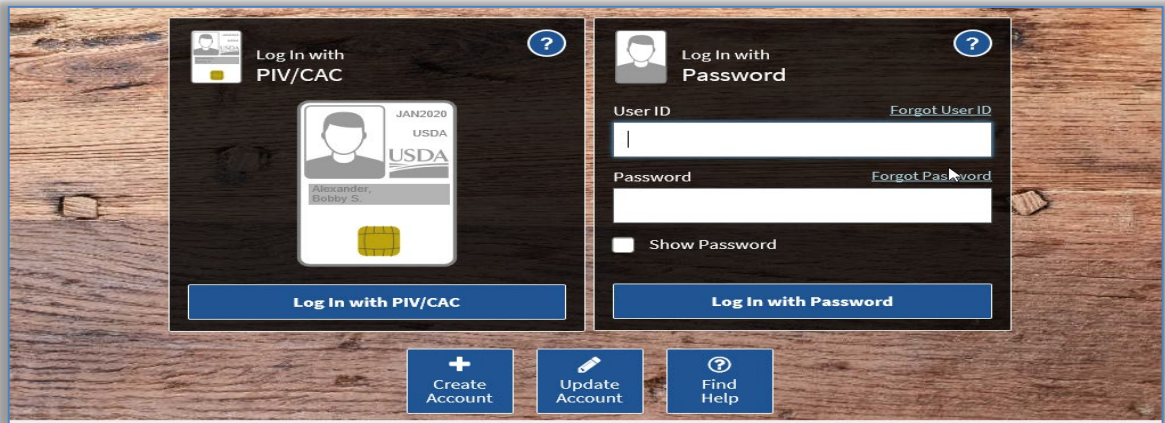 Log In with
PIV/CAC
?
JAN2020
USDA
USDA
Alexander,
Bobby S.
Log In with PIV/CAC
Log In with
Password
?
User ID
Forgot User ID
Password
Forgot Password
Show Password
Log In with Password
Create
Account
Update
Account
?
Find
Help